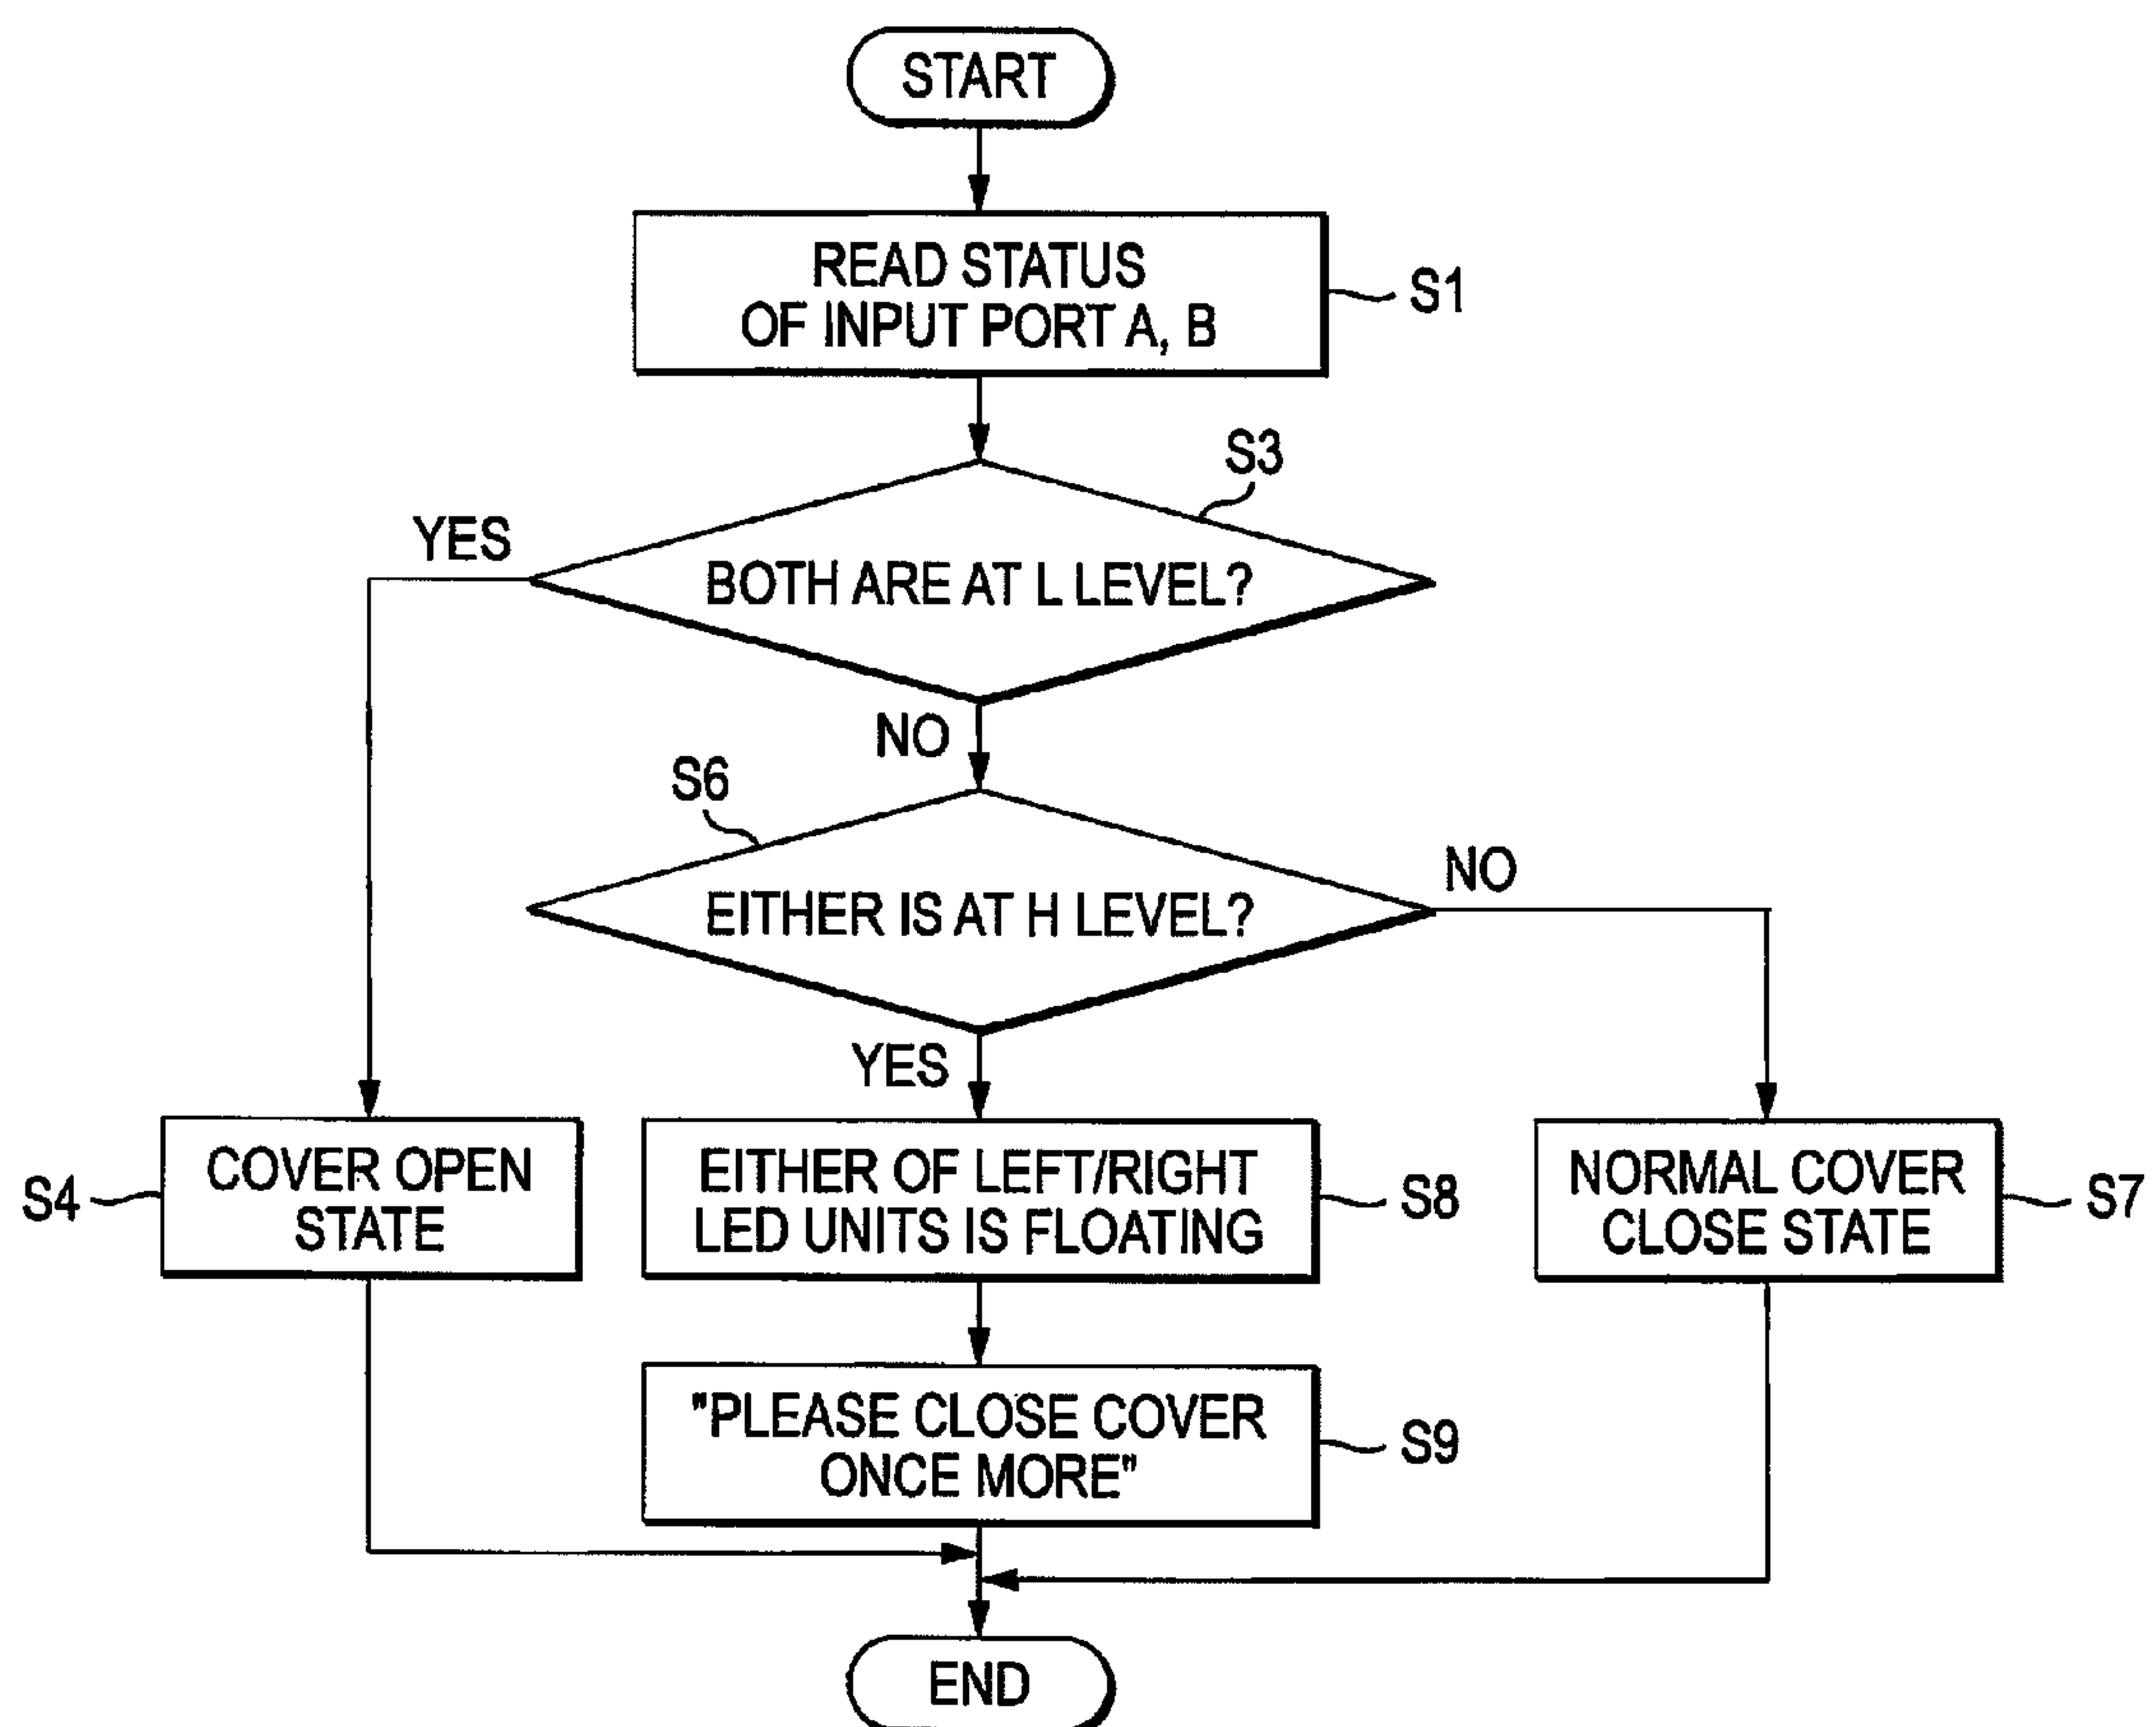 START
READ STATUS
OF INPUT PORT A, B
S1
S3
YES
BOTH ARE AT L LEVEL?
NO
S6
NO
EITHER IS AT H LEVEL?
YES
COVER OPEN
STATE
S4
EITHER OF LEFT/RIGHT
LED UNITS IS FLOATING
S8
NORMAL COVER
CLOSE STATE
S7
"PLEASE CLOSE COVER
ONCE MORE"
S9
END